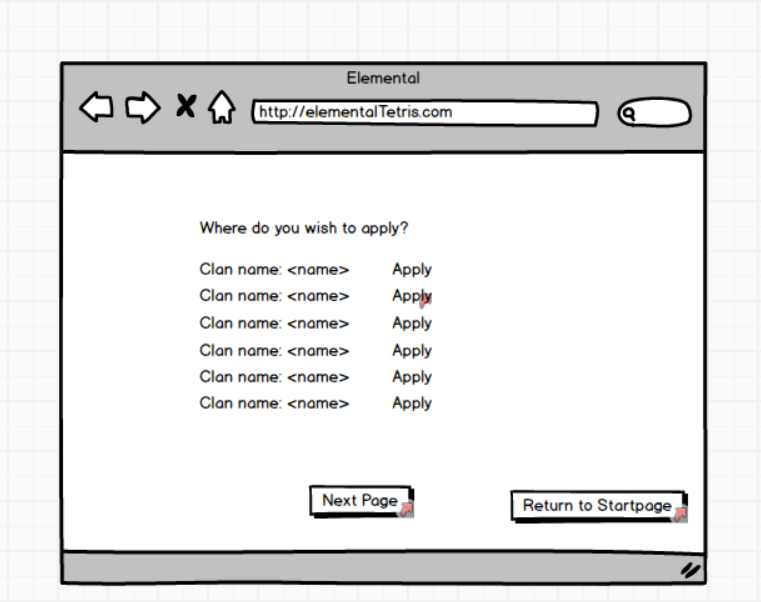 Elemental
http://elementalTetris.com
Where do you wish to apply?
Clan name: <name> Apply
Clan name: <name> Apply
Clan name: <name> Apply
Clan name: <name> Apply
Clan name: <name> Apply
Clan name: <name> Apply
Next Page
Return to Startpage